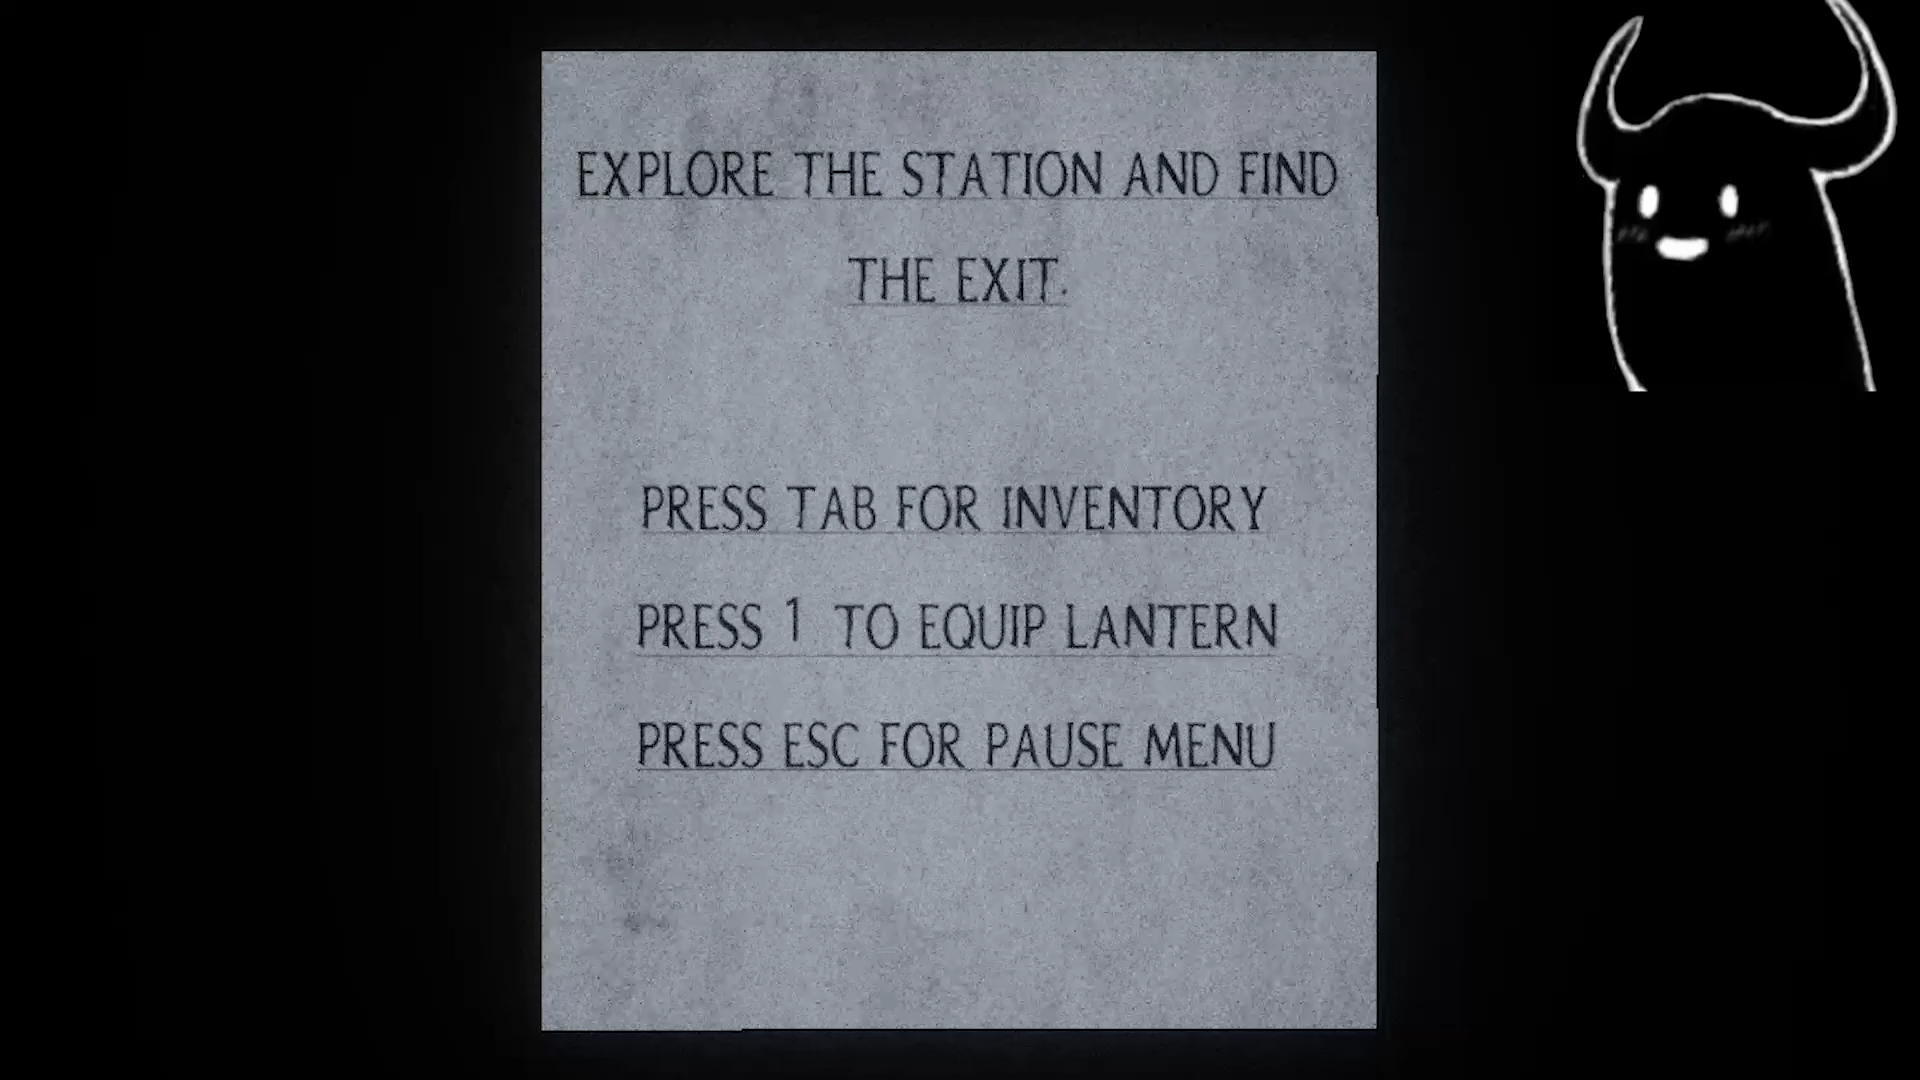 EXPLORE THE STATION AND FIND
THE EXIT.
PRESS TAB FOR INVENTORY
PRESS 1 TO EQUIP LANTERN
PRESS ESC FOR PAUSE MENU